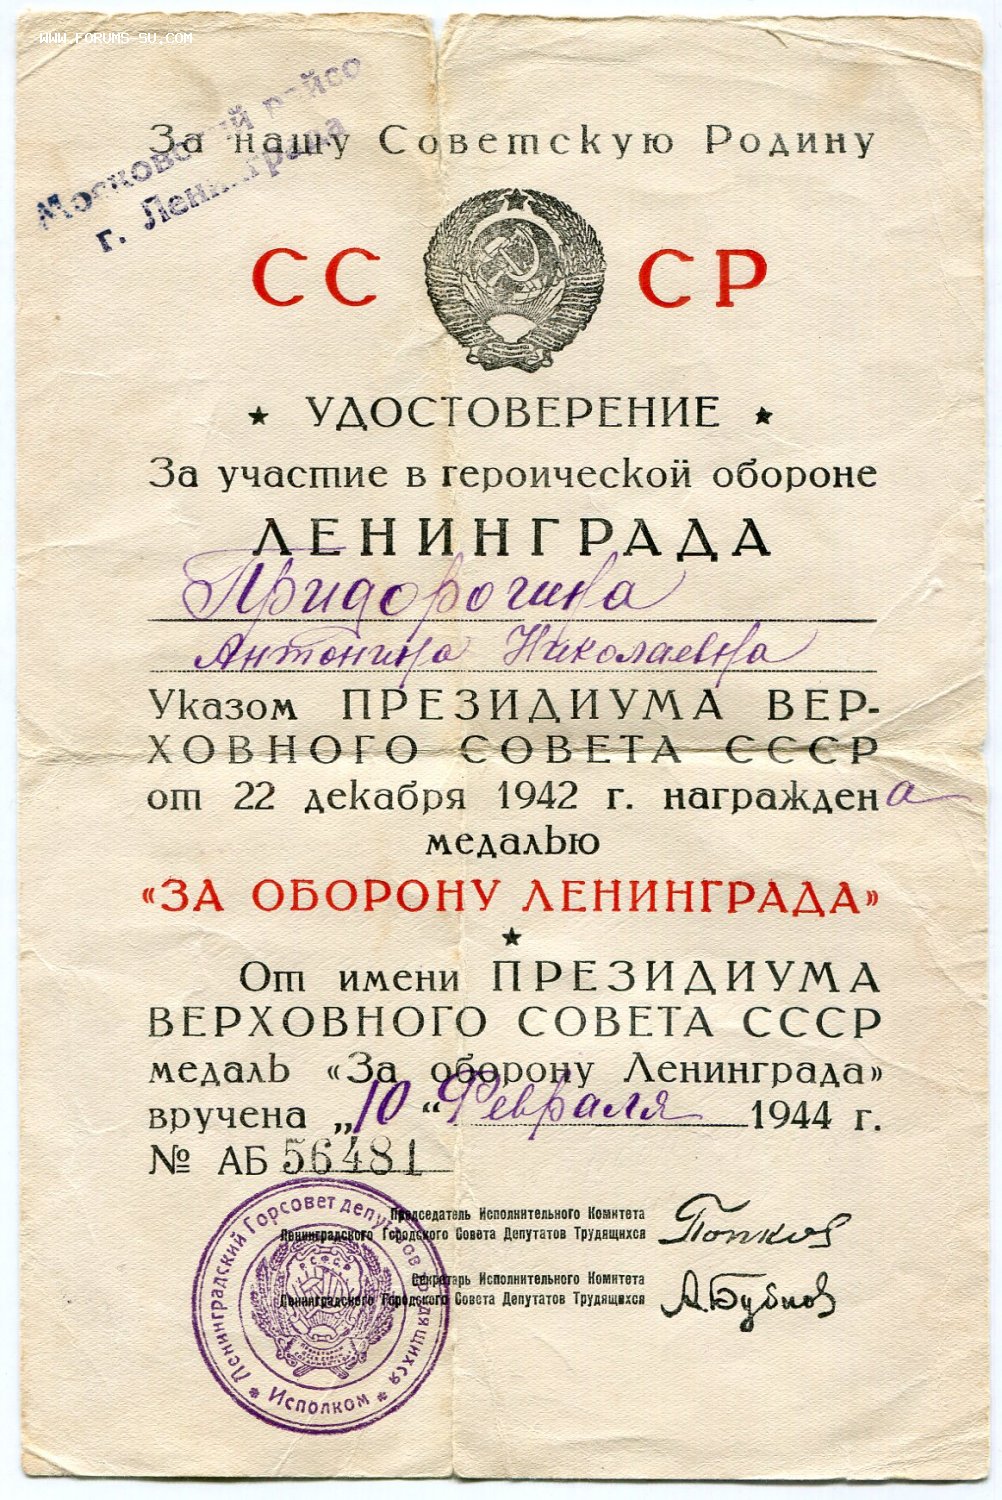 WWW.FORUMS-SU.COM
Московский райсо
г. Ленинграда
За нашу Советскую Родину
СС СР
УДОСТОВЕРЕНИЕ
За участие в героической обороне
ЛЕНИНГРАДА
Придорогина
Антонина Николаевна
Указом ПРЕЗИДИУМА ВЕР-
ХОВНОГО СОВЕТА СССР
от 22 декабря 1942 г. награждена
медалью
«ЗА ОБОРОНУ ЛЕНИНГРАДА»
От имени ПРЕЗИДИУМА
ВЕРХОВНОГО СОВЕТА СССР
медаль «За оборону Ленинграда»
вручена „10“ Февраля 1944 г.
№ АБ 56481
Председатель Исполнительного Комитета
Ленинградского Городского Совета Депутатов Трудящихся
Попков
Секретарь Исполнительного Комитета
Ленинградского Городского Совета Депутатов Трудящихся
А.Бубнов
Ленинградский Горсовет депутатов трудящихся
* Исполком *
РСФСР